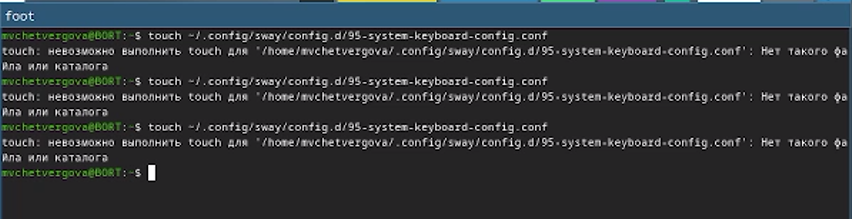 foot
mvchetvergova@BORT:~$ touch ~/.config/sway/config.d/95-system-keyboard-config.conf
touch: невозможно выполнить touch для '/home/mvchetvergova/.config/sway/config.d/95-system-keyboard-config.conf': Нет такого фа
йла или каталога
mvchetvergova@BORT:~$ touch ~/.config/sway/config.d/95-system-keyboard-config.conf
touch: невозможно выполнить touch для '/home/mvchetvergova/.config/sway/config.d/95-system-keyboard-config.conf': Нет такого фа
йла или каталога
mvchetvergova@BORT:~$ touch ~/.config/sway/config.d/95-system-keyboard-config.conf
touch: невозможно выполнить touch для '/home/mvchetvergova/.config/sway/config.d/95-system-keyboard-config.conf': Нет такого фа
йла или каталога
mvchetvergova@BORT:~$